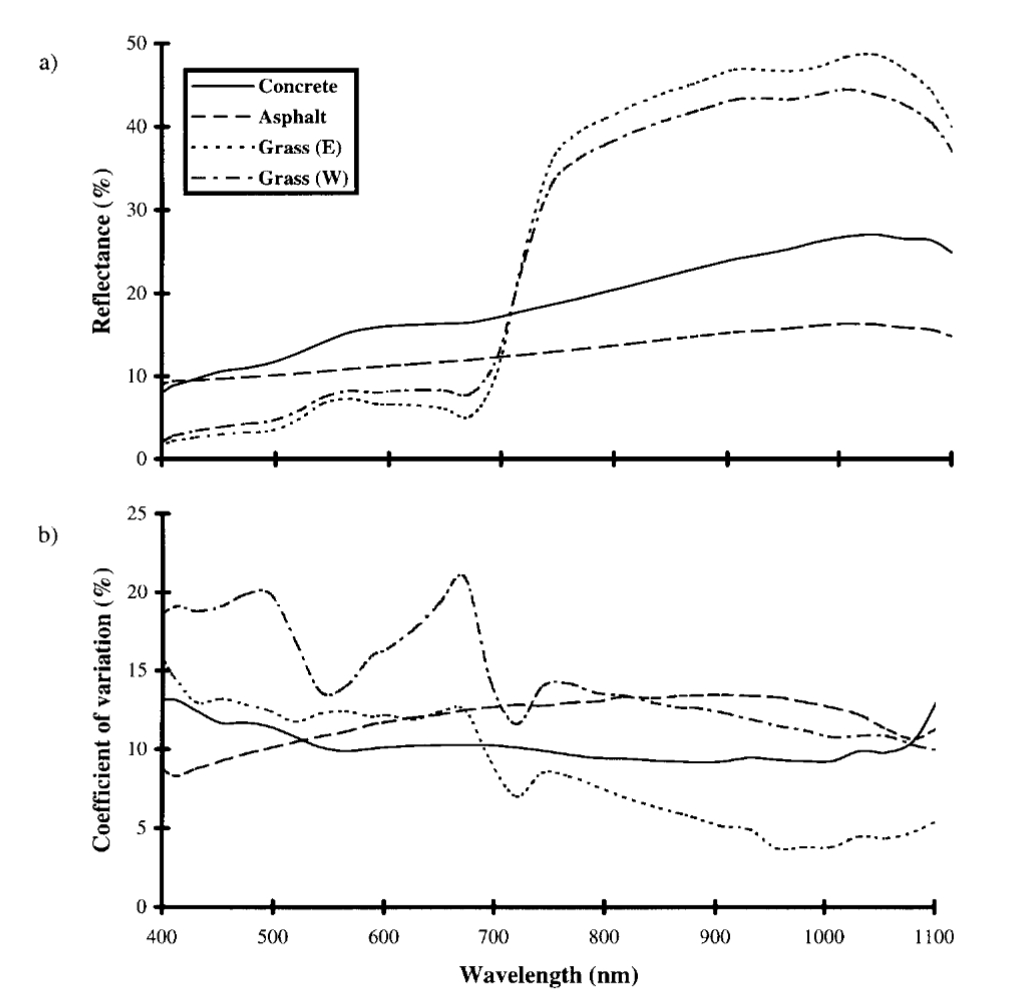 a)
50
40
30
20
10
0
Reflectance (%)
Concrete
Asphalt
Grass (E)
Grass (W)
b)
25
20
15
10
5
0
Coefficient of variation (%)
400 500 600 700 800 900 1000 1100
Wavelength (nm)